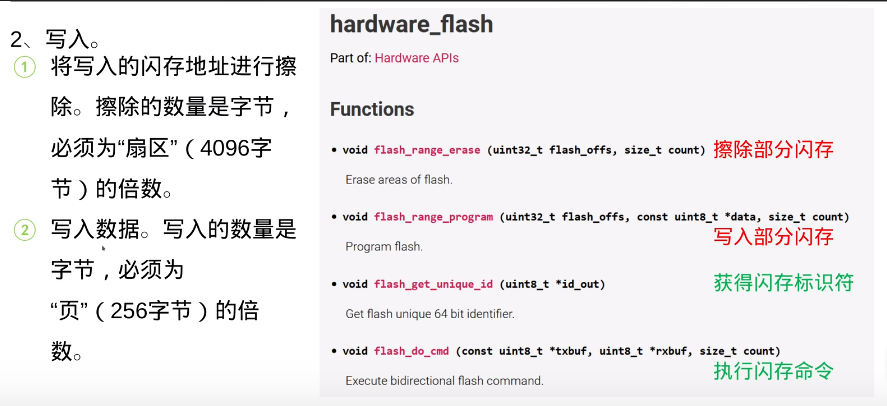 2、写入。
① 将写入的闪存地址进行擦
除。擦除的数量是字节，
必须为“扇区”（4096字
节）的倍数。
② 写入数据。写入的数量是
字节，必须为
“页”（256字节）的倍
数。
hardware_flash
Part of: Hardware APIs
Functions
• void flash_range_erase (uint32_t flash_offs, size_t count) 擦除部分闪存
Erase areas of flash.
• void flash_range_program (uint32_t flash_offs, const uint8_t *data, size_t count)
写入部分闪存
Program flash.
• void flash_get_unique_id (uint8_t *id_out) 获得闪存标识符
Get flash unique 64 bit identifier.
• void flash_do_cmd (const uint8_t *txbuf, uint8_t *rxbuf, size_t count)
执行闪存命令
Execute bidirectional flash command.